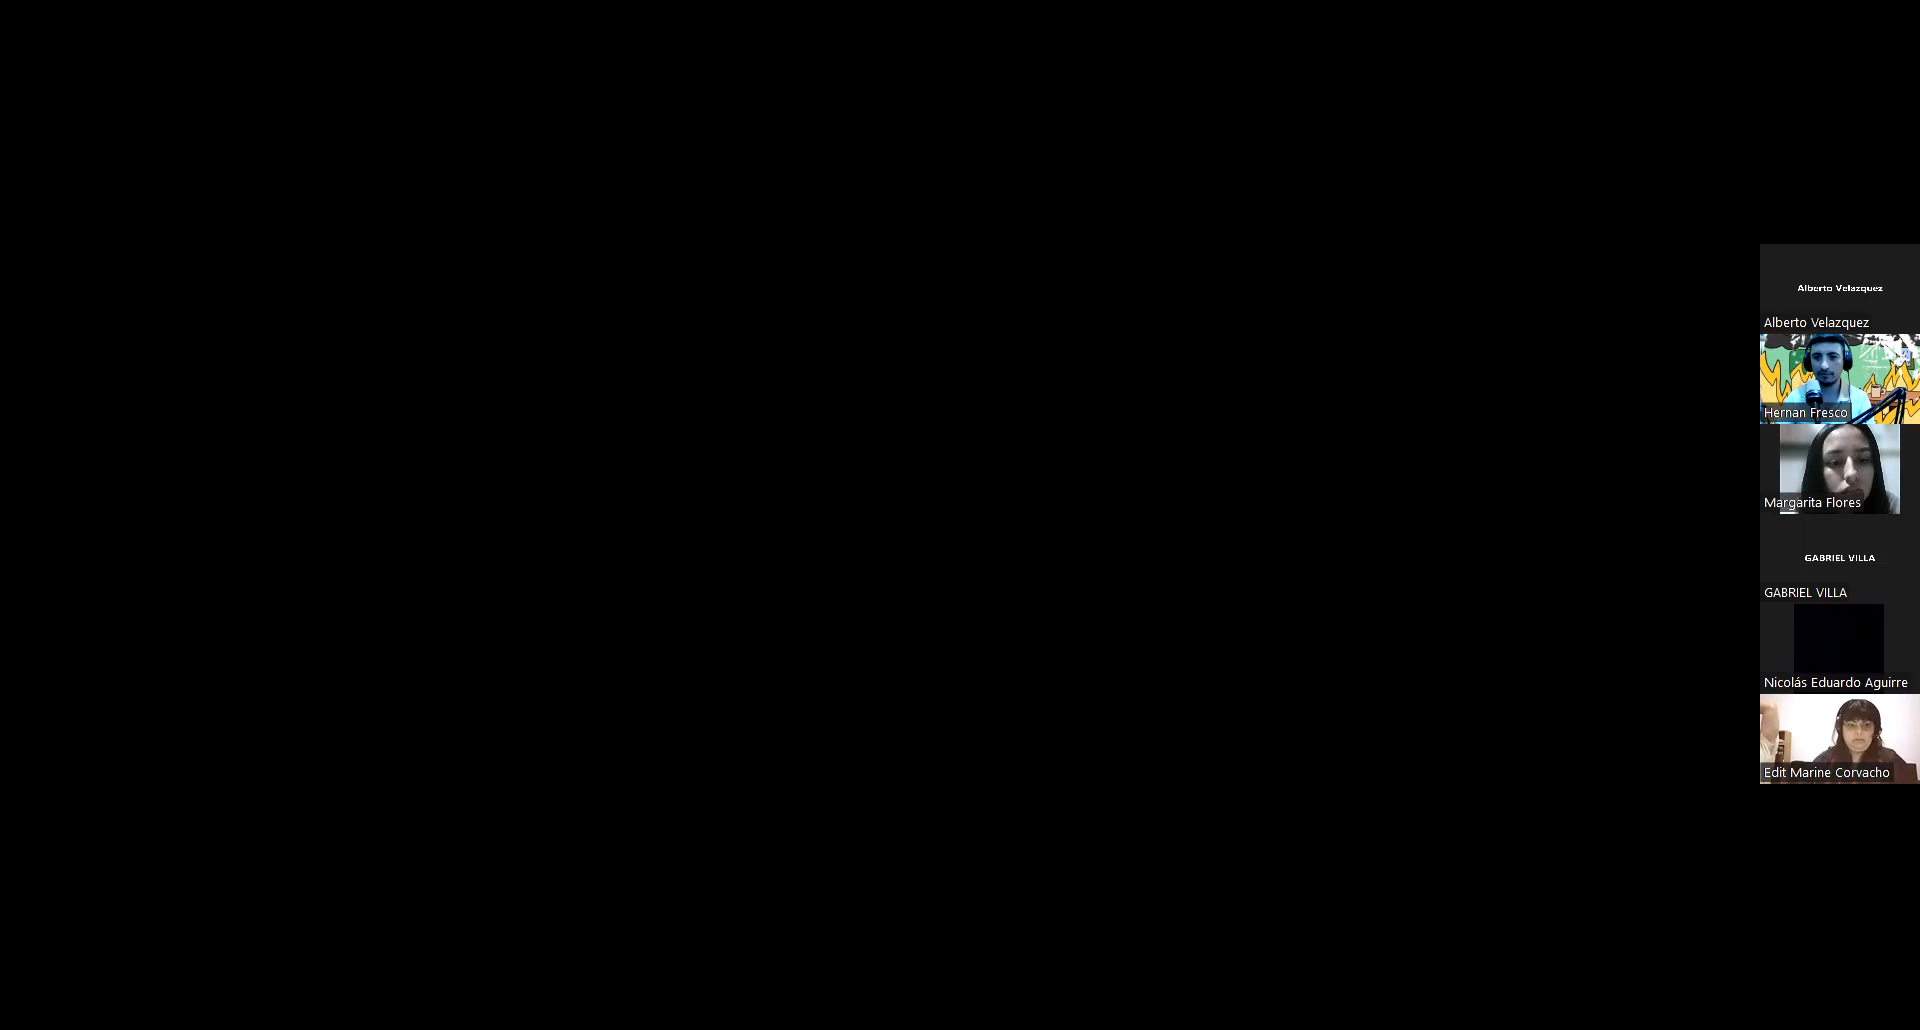 Alberto Velazquez
Alberto Velazquez
Hernan Fresco
Margarita Flores
GABRIEL VILLA
GABRIEL VILLA
Nicolás Eduardo Aguirre
Edit Marine Corvacho